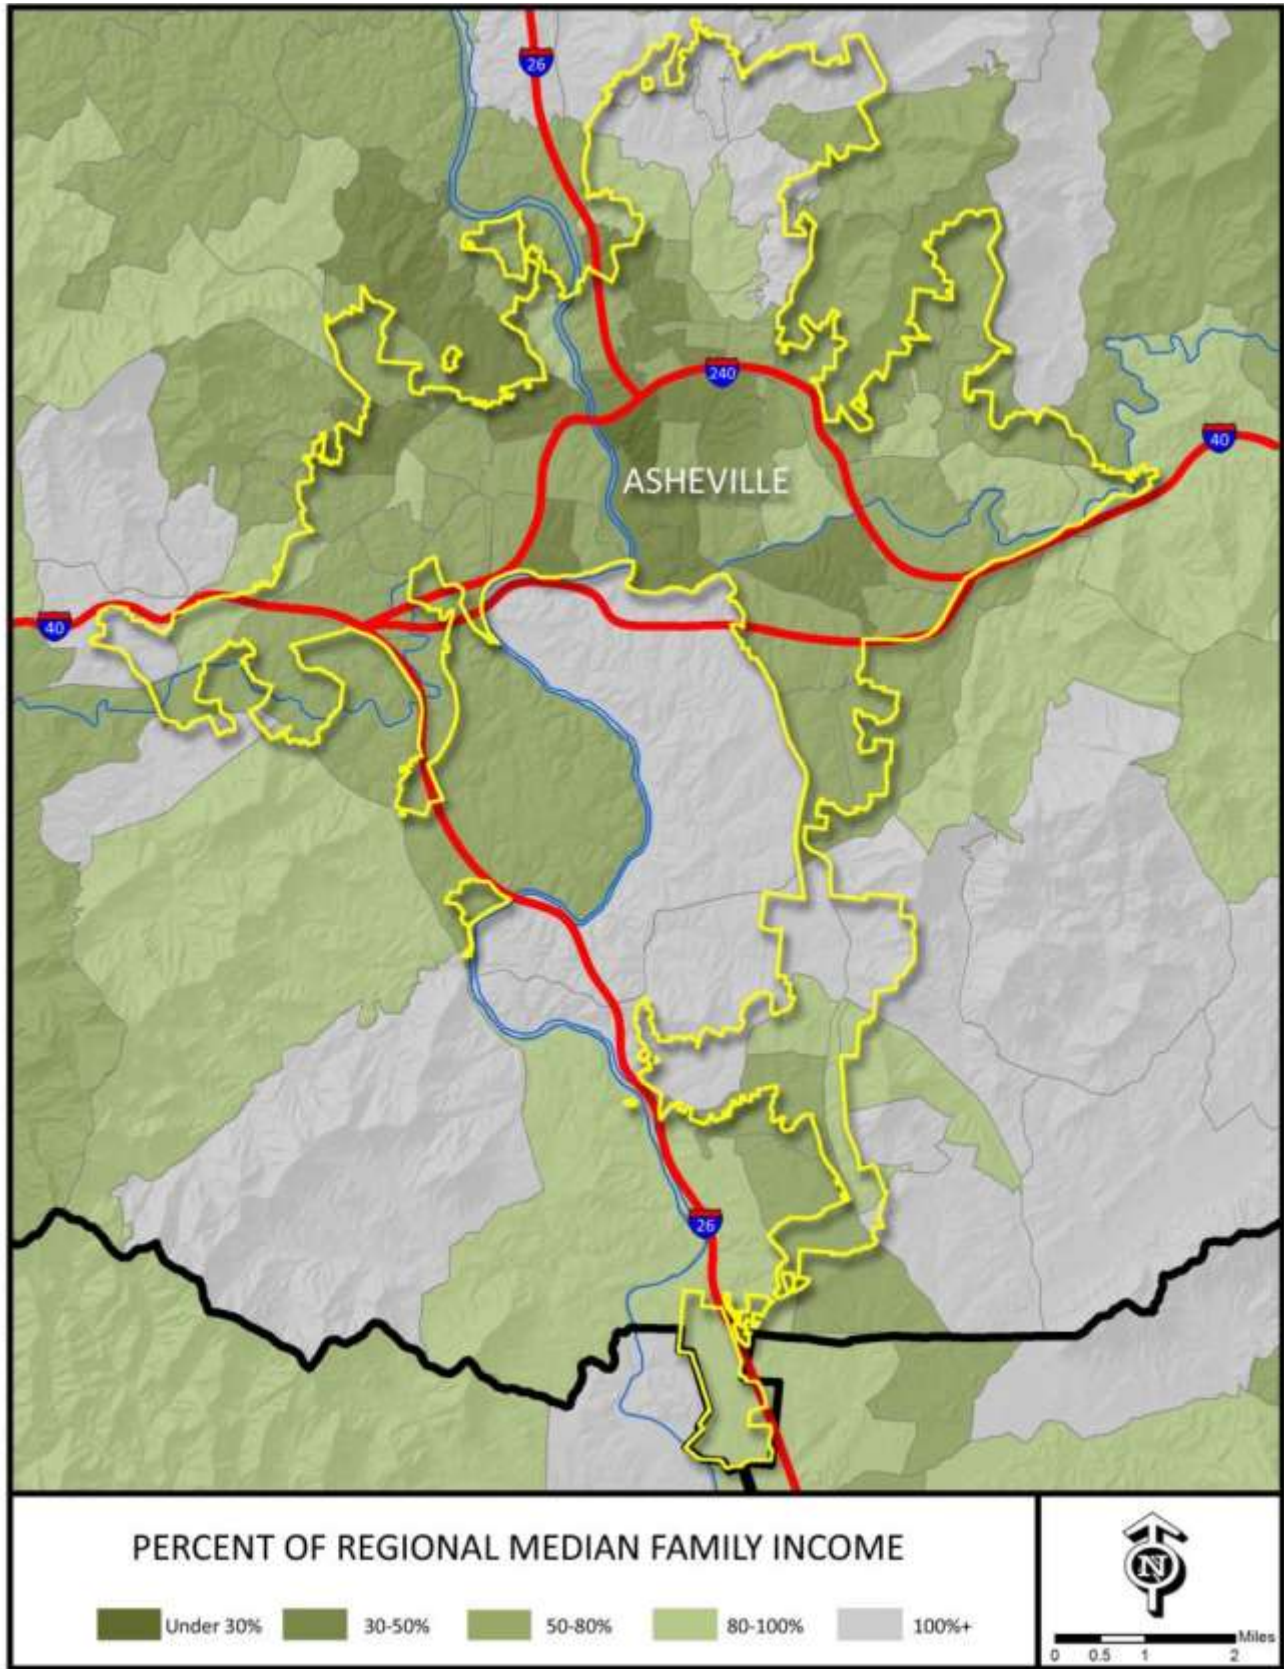 26
240
40
ASHEVILLE
40
26
PERCENT OF REGIONAL MEDIAN FAMILY INCOME
Under 30% 30-50% 50-80% 80-100% 100%+
N
Miles
0 0.5 1 2